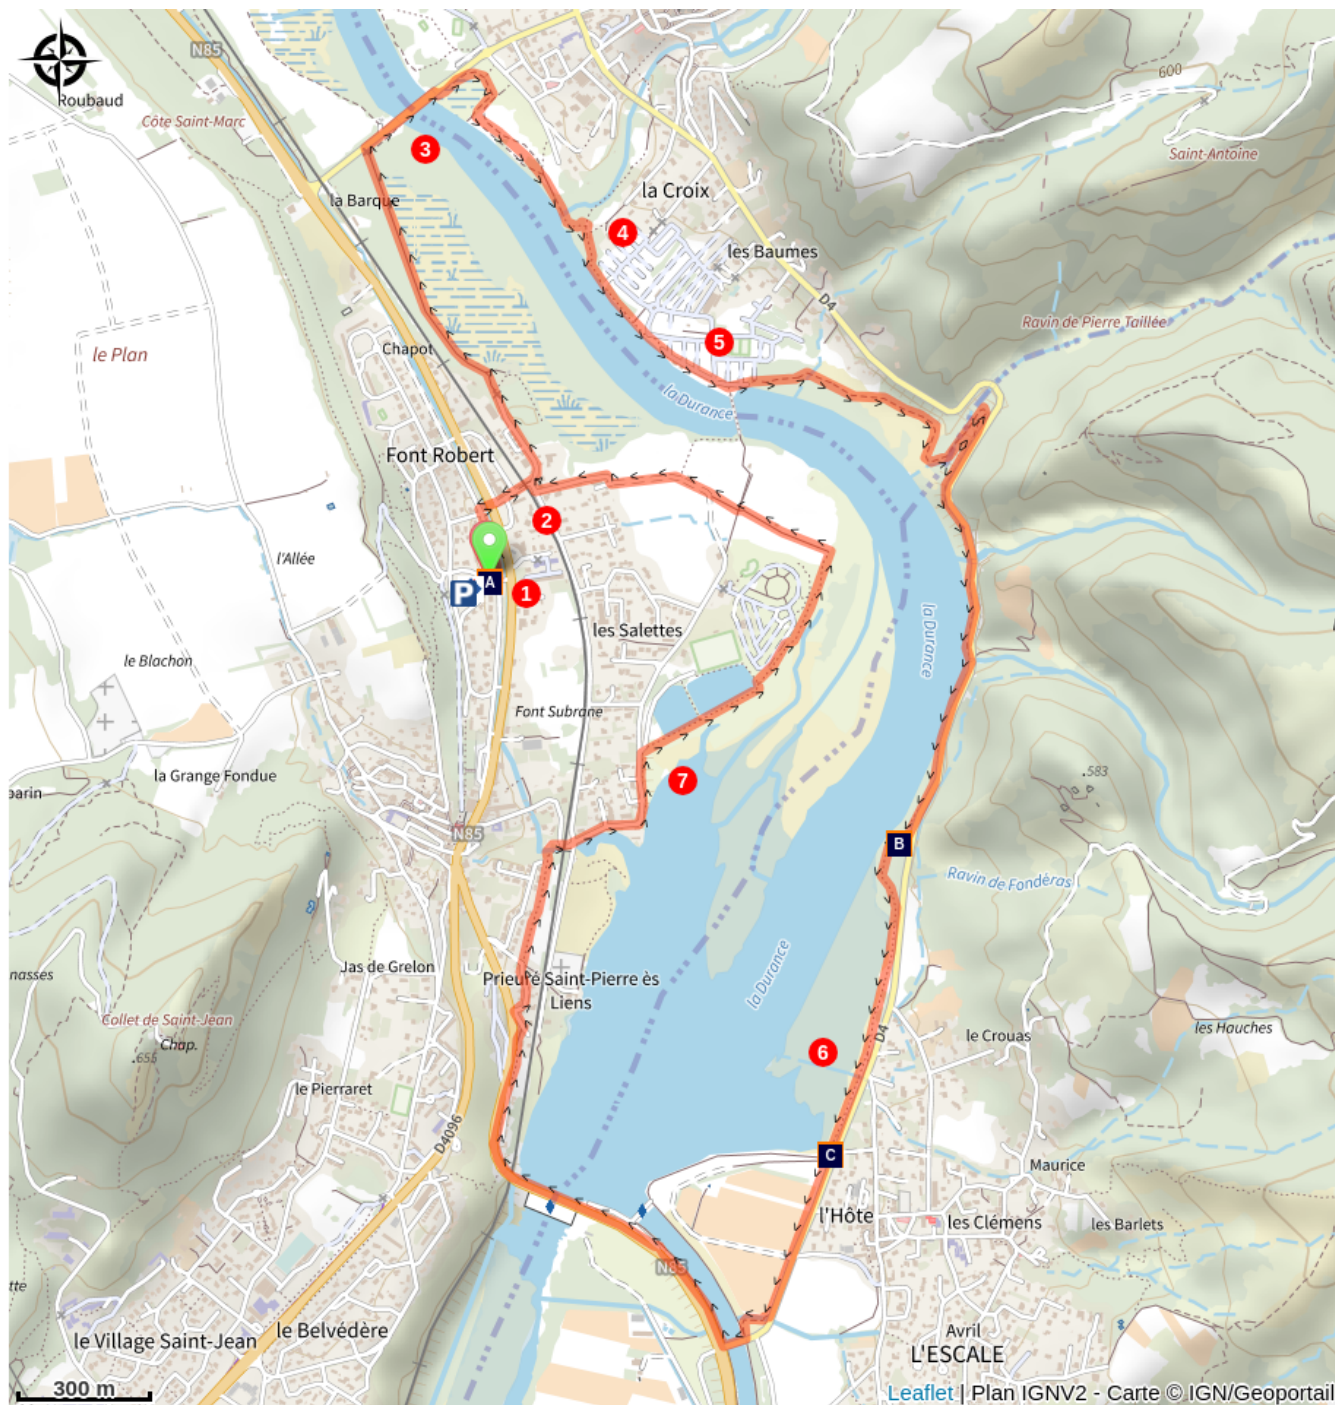 N85
Roubaud
Côte Saint-Marc
600
Saint-Antoine
3
la Barque
la Croix
4
les Baumes
D4
Ravin de Pierre Taillée
le Plan
Chapot
5
la Durance
Font Robert
2
l'Allée
A
P
1
les Salettes
la Durance
le Blachon
Font Subrane
la Grange Fondue
7
.583
parin
N85
B
Ravin de Fondéras
nasses
Jas de Grelon
Prieuré Saint-Pierre ès
Liens
la Durance
Collet de Saint-Jean
Chap.
.655
6
D4
le Crouas
les Hauches
le Pierraret
D4096
C
Maurice
l'Hôte
les Clémens
les Barlets
N85
tte
le Village Saint-Jean
le Belvédère
Avril
L'ESCALE
300 m
Leaflet | Plan IGNV2 - Carte © IGN/Geoportail